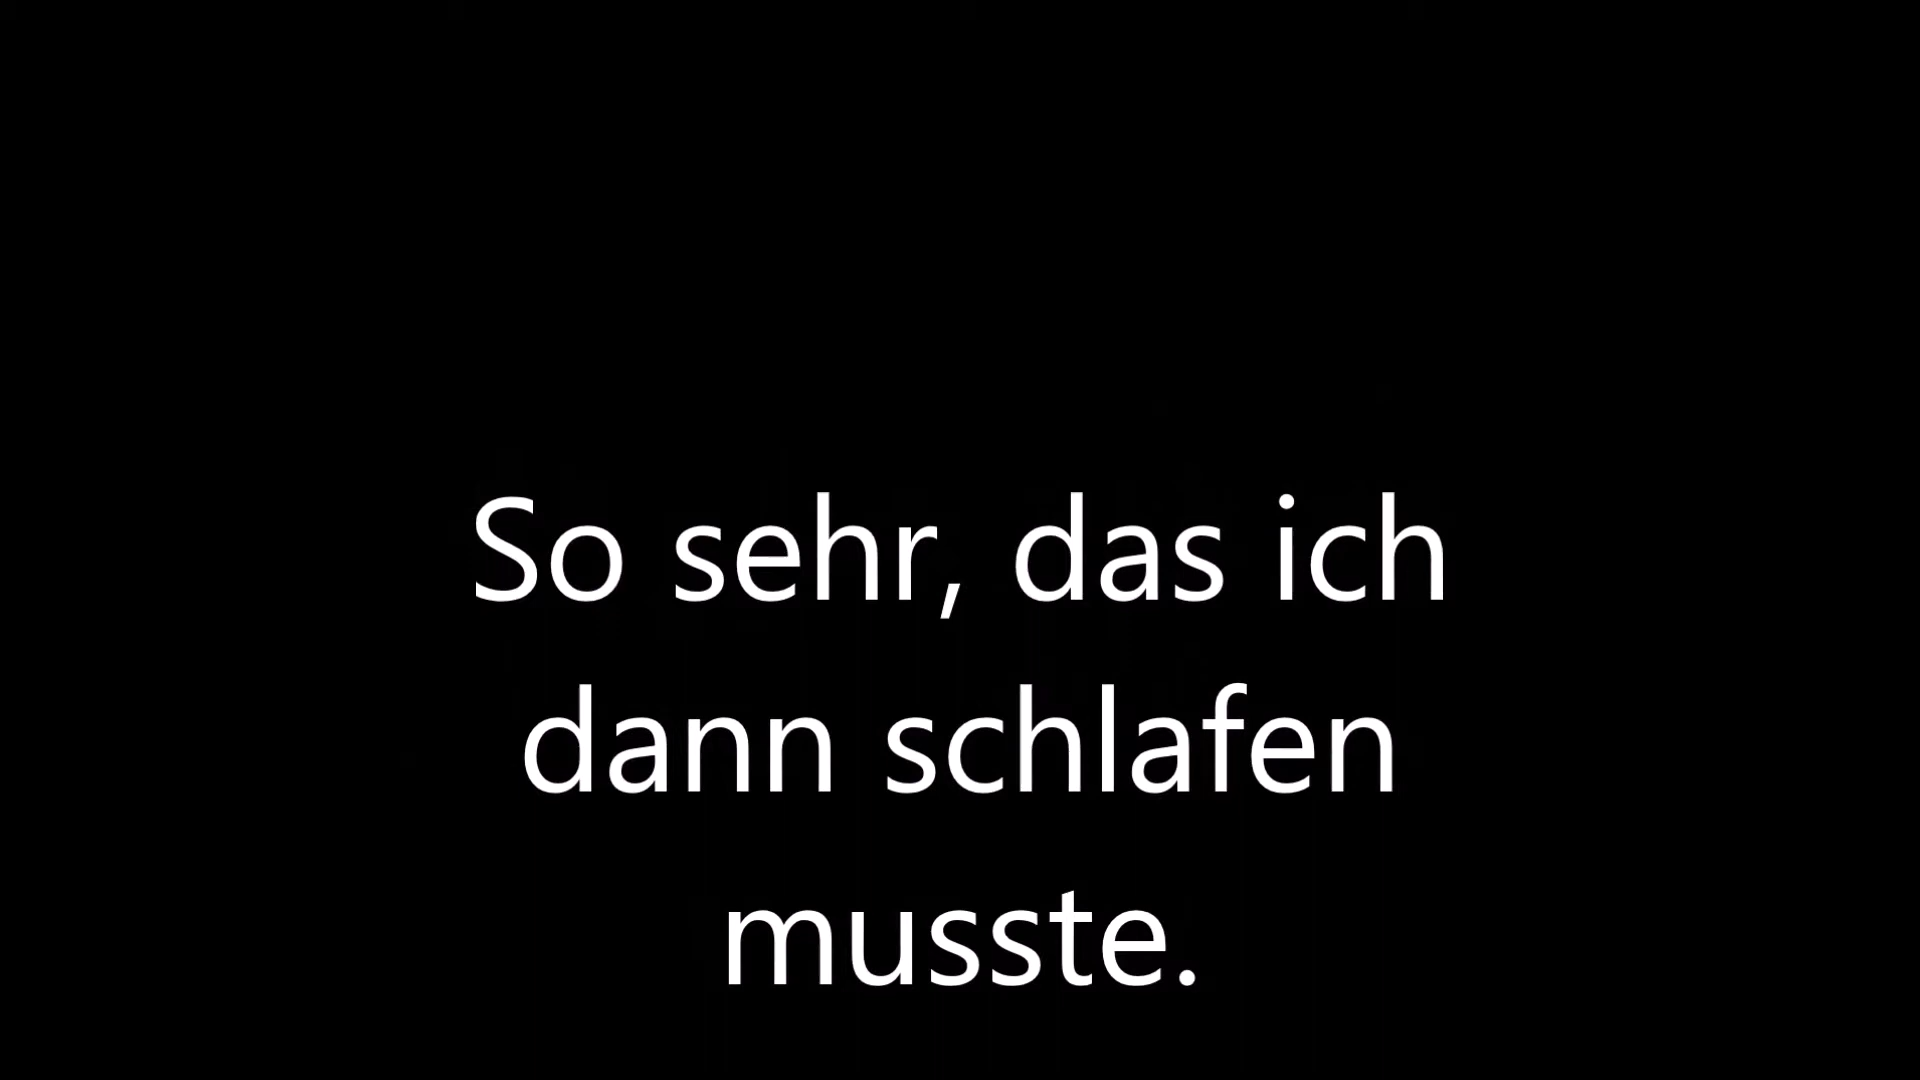 So sehr, das ich
dann schlafen
musste.